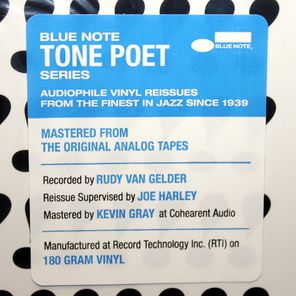 BLUE NOTE
TONE POET
SERIES
BLUE NOTE.
AUDIOPHILE VINYL REISSUES
FROM THE FINEST IN JAZZ SINCE 1939
MASTERED FROM
THE ORIGINAL ANALOG TAPES
Recorded by RUDY VAN GELDER
Reissue Supervised by JOE HARLEY
Mastered by KEVIN GRAY at Cohearent Audio
Manufactured at Record Technology Inc. (RTI) on
180 GRAM VINYL